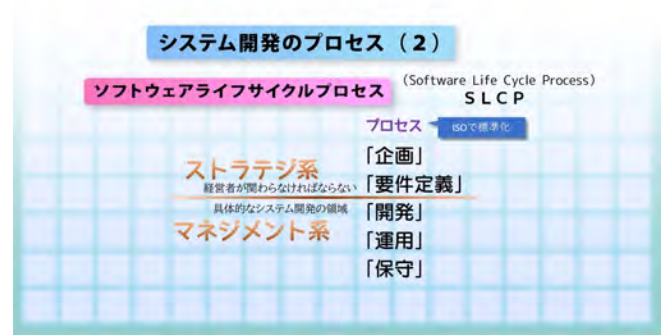 システム開発のプロセス（２）
ソフトウェアライフサイクルプロセス
(Software Life Cycle Process)
ＳＬＣＰ
プロセス
ISOで標準化
「企画」
ストラテジ系
経営者が関わらなければならない
「要件定義」
具体的なシステム開発の領域
「開発」
マネジメント系
「運用」
「保守」